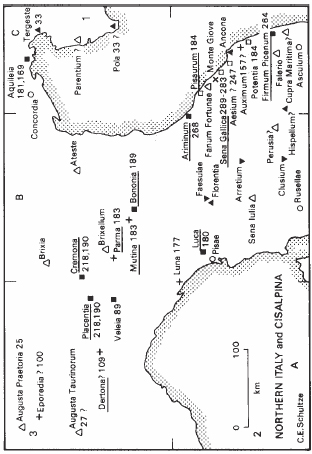 3
Augusta Praetoria 25
Eporedia? 100
Brixia
Concordia
Aquileia
181,169
Tergeste
33
C
1
Augusta Taurinorum
27 ?
Placentia
218,190
Cremona
218,190
Ateste
Parentium ?
Dertona? 109
Veleia 89
Brixellum
Parma 183
Mutina 183
Bononia 189
B
Pola 33 ?
Luna 177
Luca
180
Pisae
Faesulae
Florentia
Ariminum
268
Pisaurum 184
Fanum Fortunae
Monte Giove
Sena Gallica 289-283
Ancona
Aesium ? 247
Auximum 157?
Potentia 184
Firmum Picenum 264
Falerio
Cupra Maritima?
Asculum
Arretium
Sena Iulia
Perusia
Hispellum?
Clusium
Rusellae
0 100
km
2
NORTHERN ITALY and CISALPINA
A
C.E.Schultze